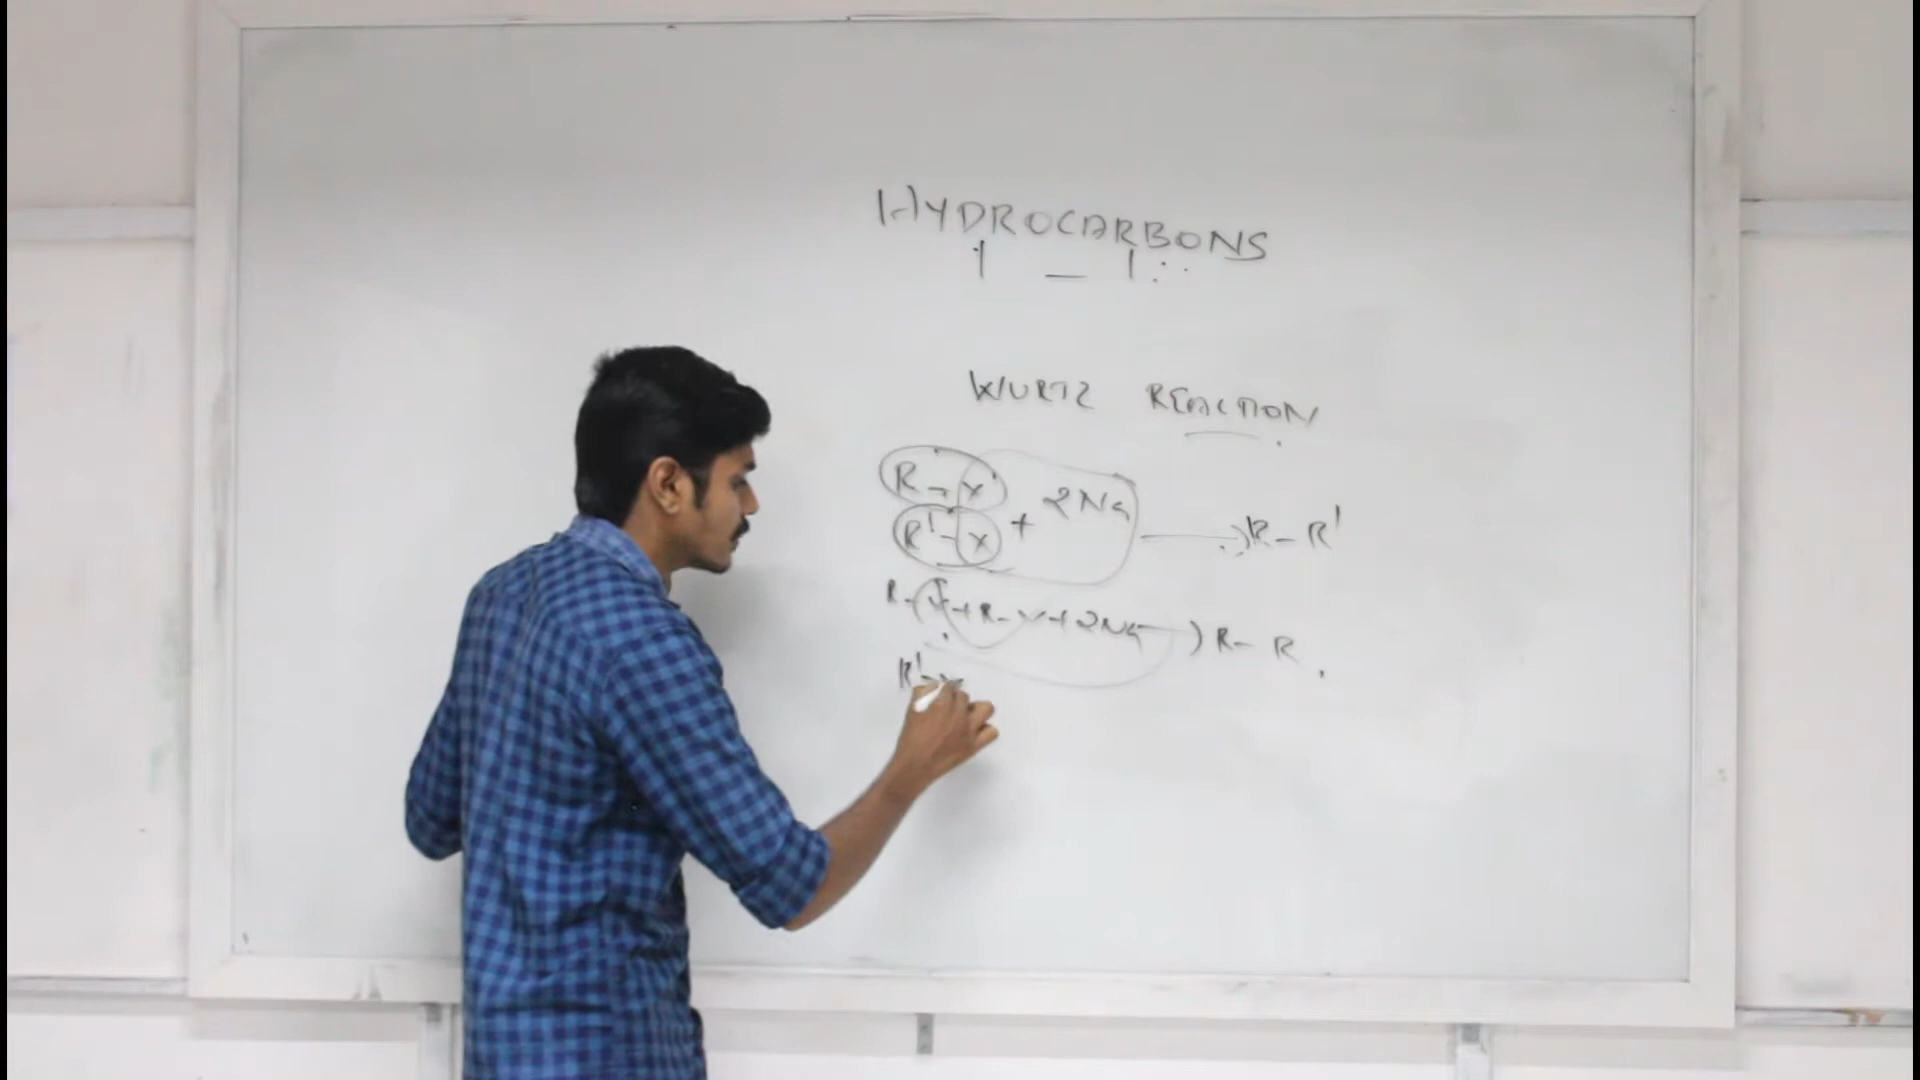 HYDROCARBONS
WURTZ REACTION
R-X
R'-X + 2Na → R-R'
R-X+R-X+2Na → R-R.
R'-X